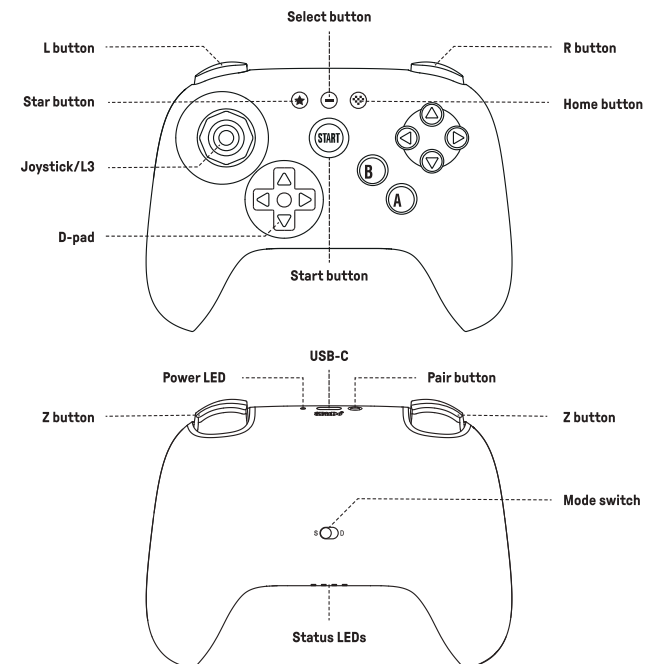 Select button
L button
R button
Star button
Home button
START
Joystick/L3
B
A
D-pad
Start button
USB-C
Power LED
Pair button
Z button
Z button
Mode switch
S
D
Status LEDs